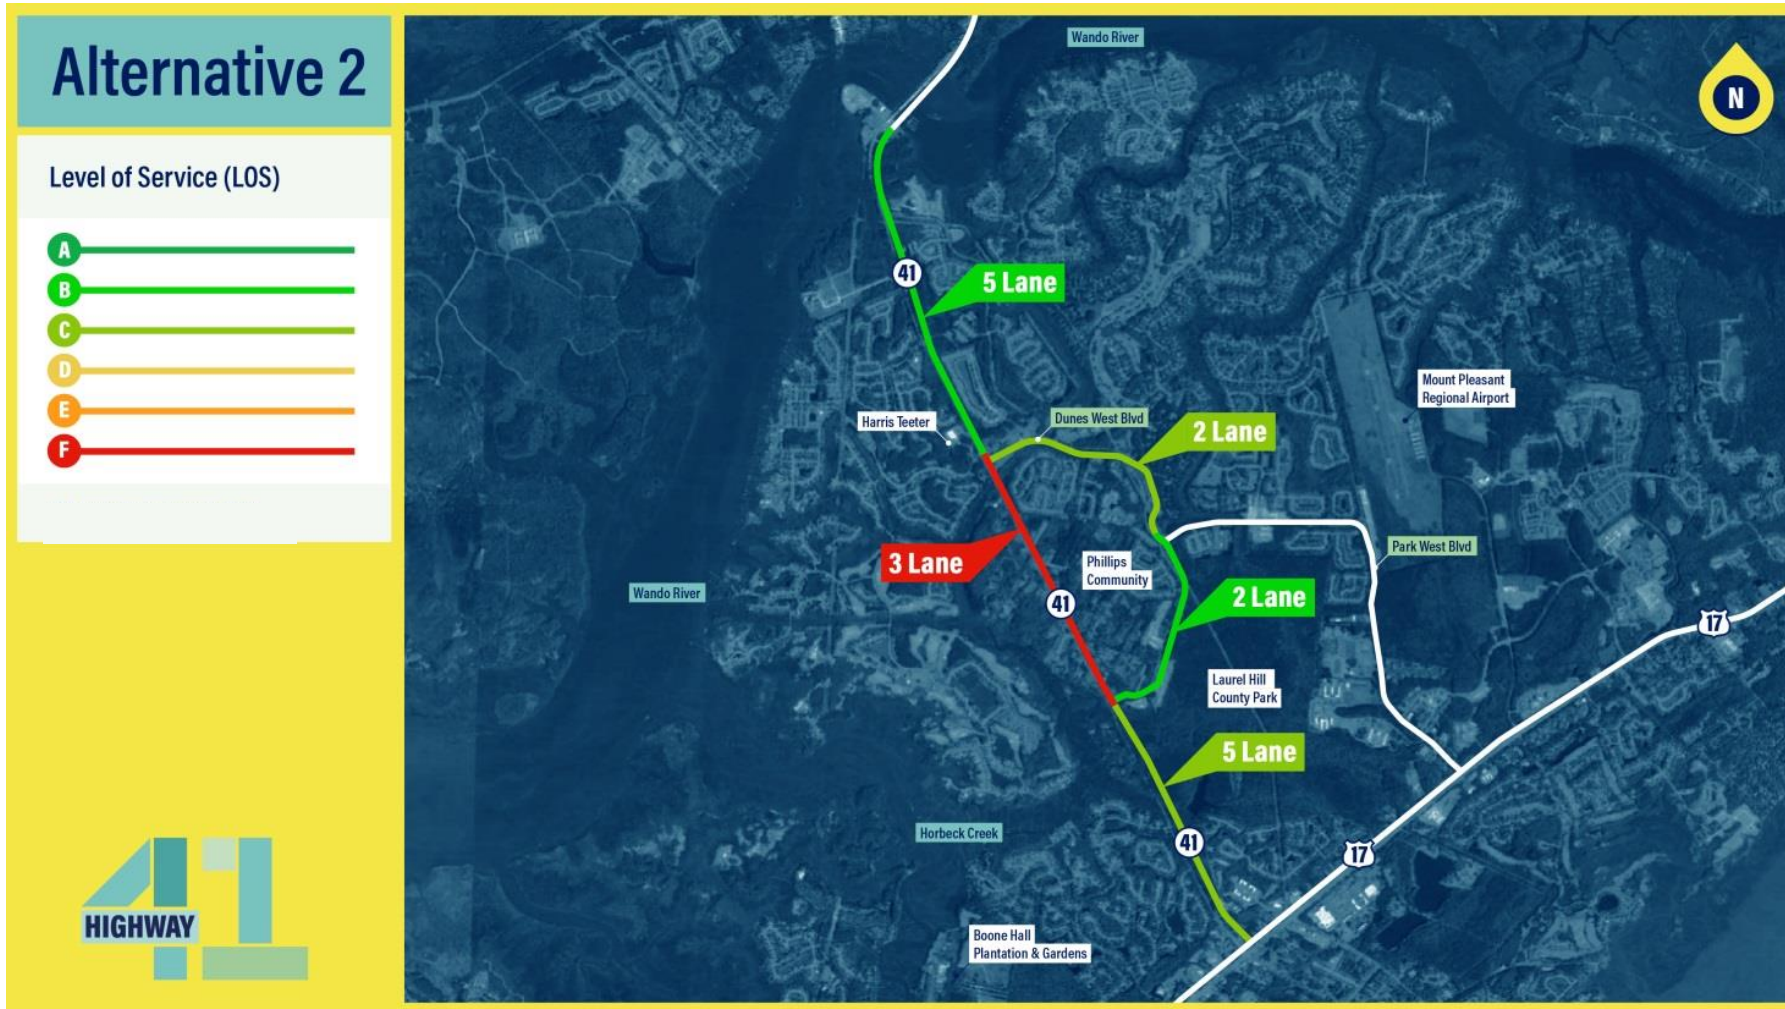 Alternative 2
Level of Service (LOS)
A
B
C
D
E
F
HIGHWAY
41
Wando River
N
41
5 Lane
Mount Pleasant
Regional Airport
Harris Teeter
Dunes West Blvd
2 Lane
3 Lane
Phillips
Community
Park West Blvd
Wando River
41
2 Lane
17
Laurel Hill
County Park
5 Lane
Horbeck Creek
41
17
Boone Hall
Plantation & Gardens